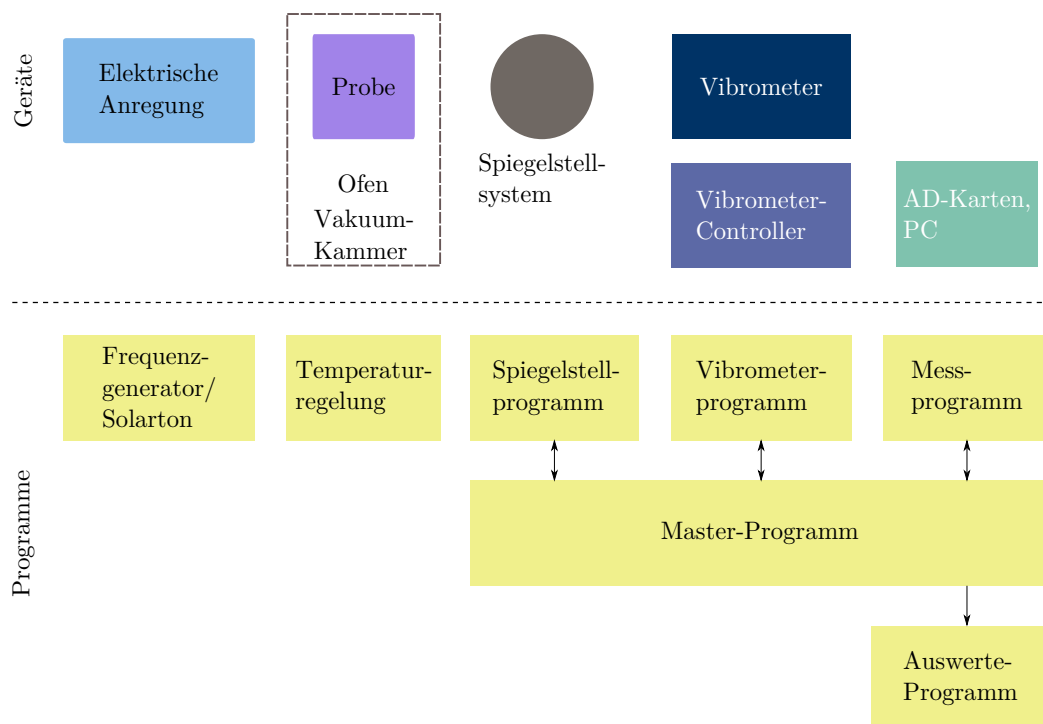 Geräte
Elektrische
Anregung
Probe
Ofen
Vakuum-
Kammer
Spiegelstell-
system
Vibrometer
Vibrometer-
Controller
AD-Karten,
PC
Programme
Frequenz-
generator/
Solarton
Temperatur-
regelung
Spiegelstell-
programm
Vibrometer-
programm
Mess-
programm
Master-Programm
Auswerte-
Programm